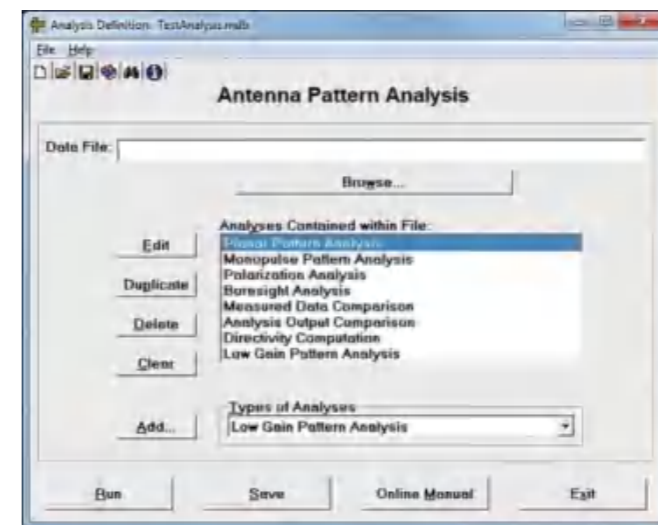 Analysis Definition: TestAnalysis.mdb
File Help
Antenna Pattern Analysis
Data File:
Browse...
Analyses Contained within File:
Planar Pattern Analysis
Monopulse Pattern Analysis
Polarization Analysis
Boresight Analysis
Measured Data Comparison
Analysis Output Comparison
Directivity Computation
Low Gain Pattern Analysis
Edit
Duplicate
Delete
Clear
Add...
Types of Analyses
Low Gain Pattern Analysis
Run Save Online Manual Exit